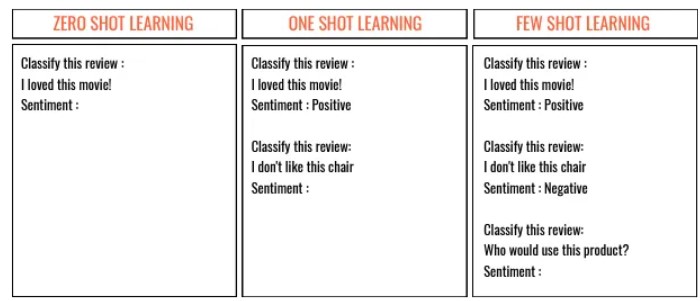 ZERO SHOT LEARNING
Classify this review :
I loved this movie!
Sentiment :
ONE SHOT LEARNING
Classify this review :
I loved this movie!
Sentiment : Positive
Classify this review:
I don't like this chair
Sentiment :
FEW SHOT LEARNING
Classify this review :
I loved this movie!
Sentiment : Positive
Classify this review:
I don't like this chair
Sentiment : Negative
Classify this review:
Who would use this product?
Sentiment :